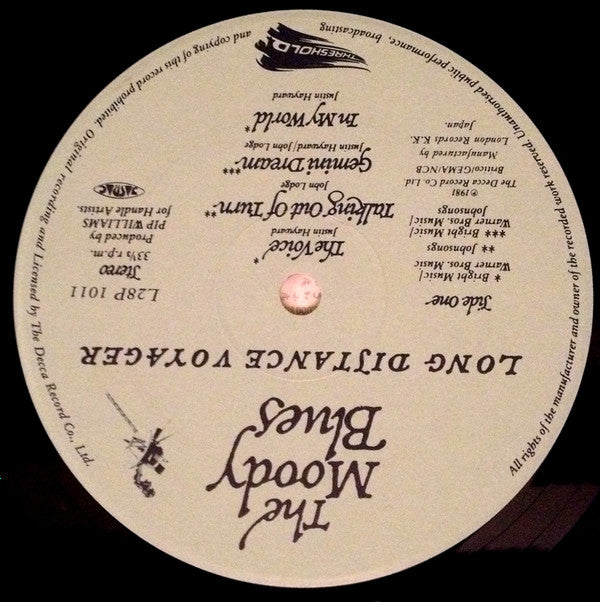 The
Moody
Blues
LONG DISTANCE VOYAGER
Side One
* Bright Music/
Warner Bros. Music
** Johnsongs
*** Bright Music/
Warner Bros. Music/
Johnsongs
℗ 1981
The Decca Record Co Ltd.
Britico/CEMA/NCB
Manufactured by
London Records K.K.
Japan.
The Voice*
Justin Hayward
Talking Out Of Turn**
John Lodge
Gemini Dream***
Justin Hayward/John Lodge
In My World*
Justin Hayward
L28P 1011
Stereo
33⅓ r.p.m.
Produced by
PIP WILLIAMS
for Handle Artists.
JASRAC
THRESHOLD
All rights of the manufacturer and owner of the recorded work reserved. Unauthorised public performance, broadcasting and copying of this record prohibited. Original recording and Licensed by The Decca Record Co., Ltd.